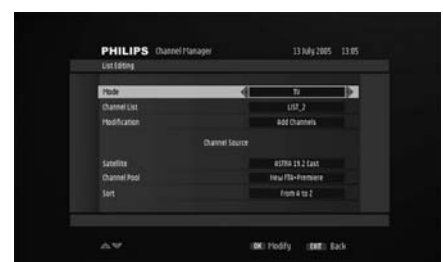 PHILIPS Channel Manager 13 July 2005 13:05
List Editing
Mode TV
Channel List LIST_2
Modification Add Channels
Channel Source
Satellite ASTRA 19.2 East
Channel Pool New FTA+Premiere
Sort From A to Z
OK Modify EXIT Back